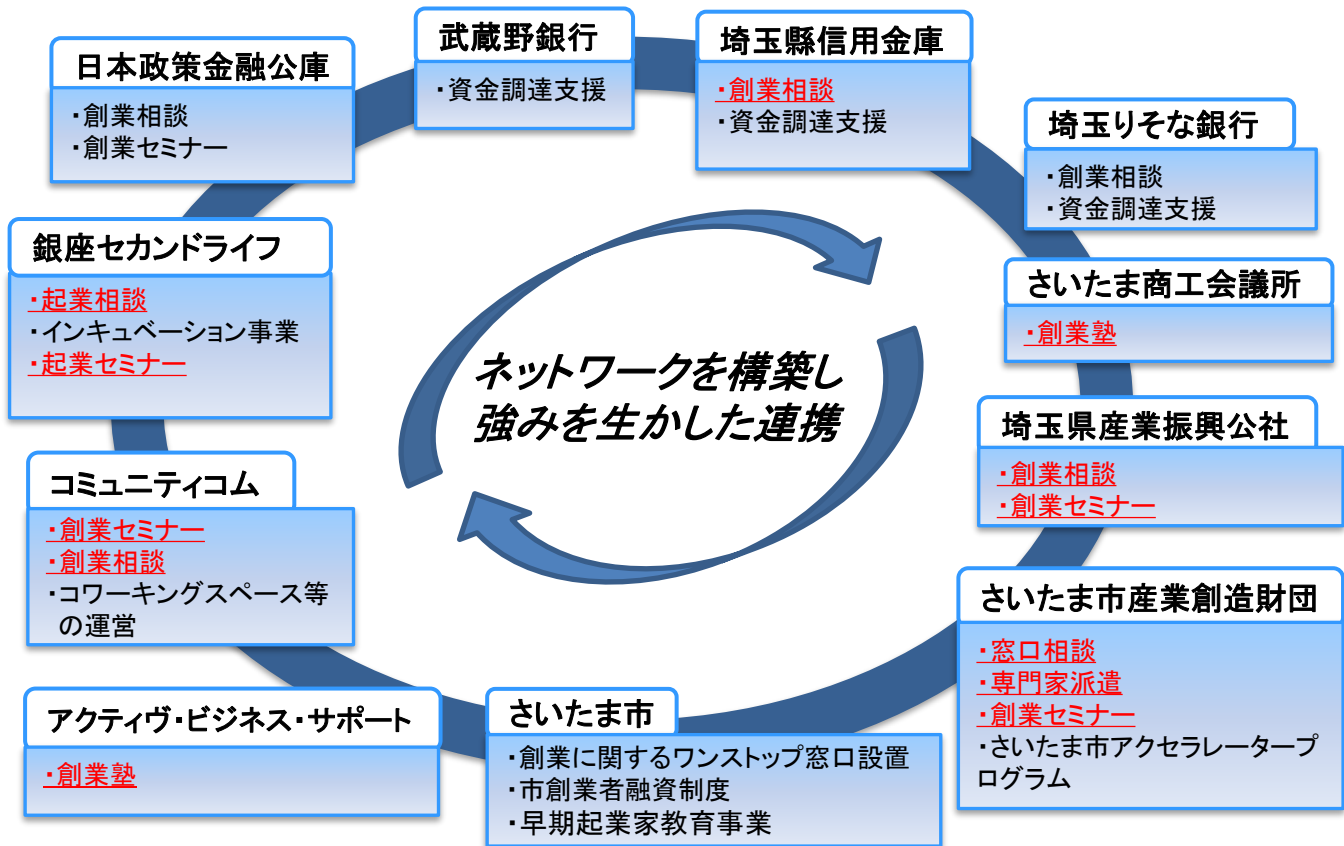 日本政策金融公庫
・創業相談
・創業セミナー
武蔵野銀行
・資金調達支援
埼玉縣信用金庫
・創業相談
・資金調達支援
埼玉りそな銀行
・創業相談
・資金調達支援
銀座セカンドライフ
・起業相談
・インキュベーション事業
・起業セミナー
さいたま商工会議所
・創業塾
ネットワークを構築し
強みを生かした連携
埼玉県産業振興公社
・創業相談
・創業セミナー
コミュニティコム
・創業セミナー
・創業相談
・コワーキングスペース等
の運営
さいたま市産業創造財団
・窓口相談
・専門家派遣
・創業セミナー
・さいたま市アクセラレータープ
ログラム
アクティヴ・ビジネス・サポート
・創業塾
さいたま市
・創業に関するワンストップ窓口設置
・市創業者融資制度
・早期起業家教育事業